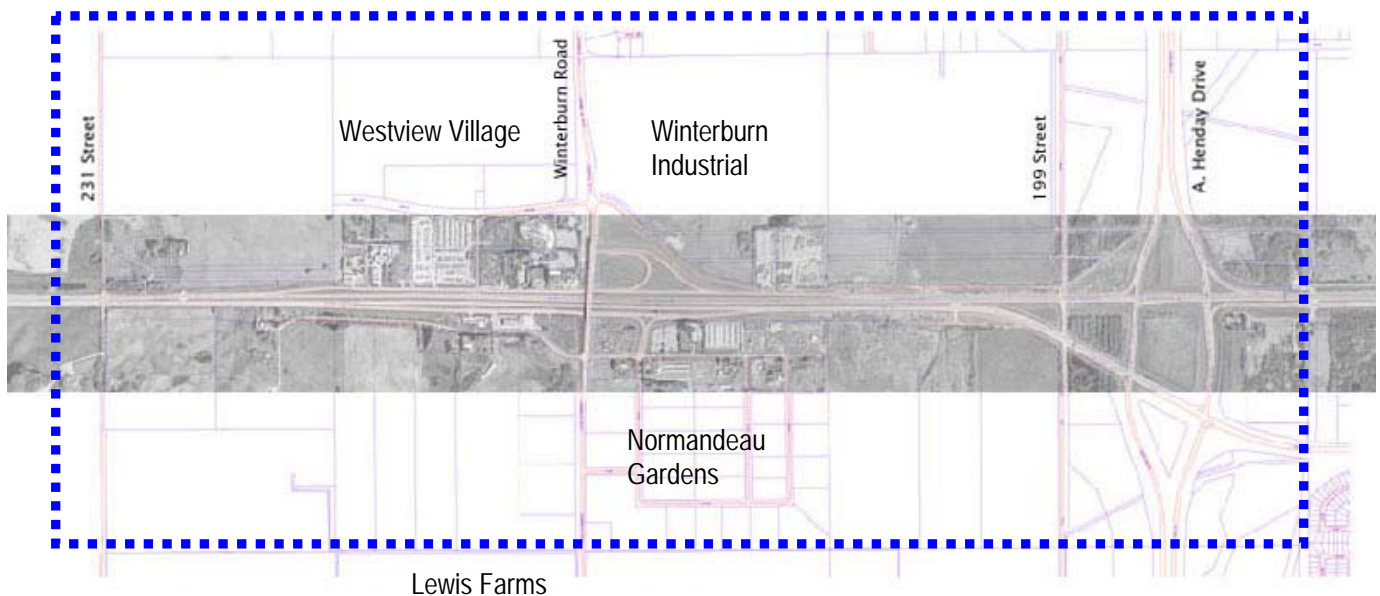 231 Street
Westview Village
Winterburn Road
Winterburn
Industrial
199 Street
A. Henday Drive
Normandeau
Gardens
Lewis Farms